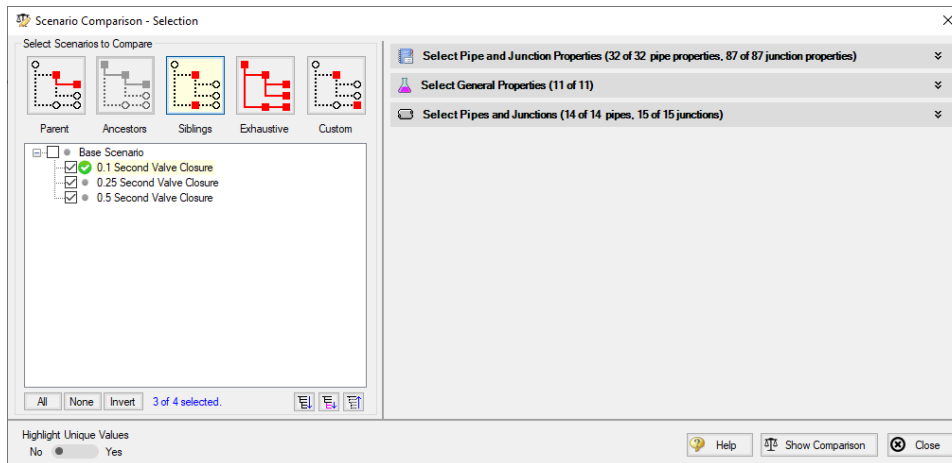 Scenario Comparison - Selection
Select Scenarios to Compare
Parent Ancestors Siblings Exhaustive Custom
Base Scenario
0.1 Second Valve Closure
0.25 Second Valve Closure
0.5 Second Valve Closure
All None Invert 3 of 4 selected.
Select Pipe and Junction Properties (32 of 32 pipe properties, 87 of 87 junction properties)
Select General Properties (11 of 11)
Select Pipes and Junctions (14 of 14 pipes, 15 of 15 junctions)
Highlight Unique Values
No Yes
Help Show Comparison Close